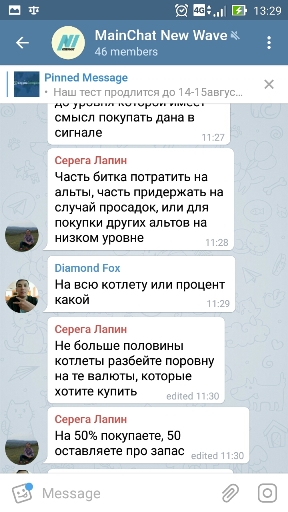 13:29
MainChat New Wave
46 members
Pinned Message
• Наш тест продлится до 14-15авгус...
до уровня которой имеет
смысл покупать дана в
сигнале
11:27
Серега Лапин
Часть битка потратить на
альты, часть придержать на
случай просадок, или для
покупки других альтов на
низком уровне
11:28
Diamond Fox
На всю котлету или процент
какой
11:29
Серега Лапин
Не больше половины
котлеты разбейте поровну
на те валюты, которые
хотите купить
edited 11:30
Серега Лапин
На 50% покупаете, 50
оставляете про запас
edited 11:30
Message